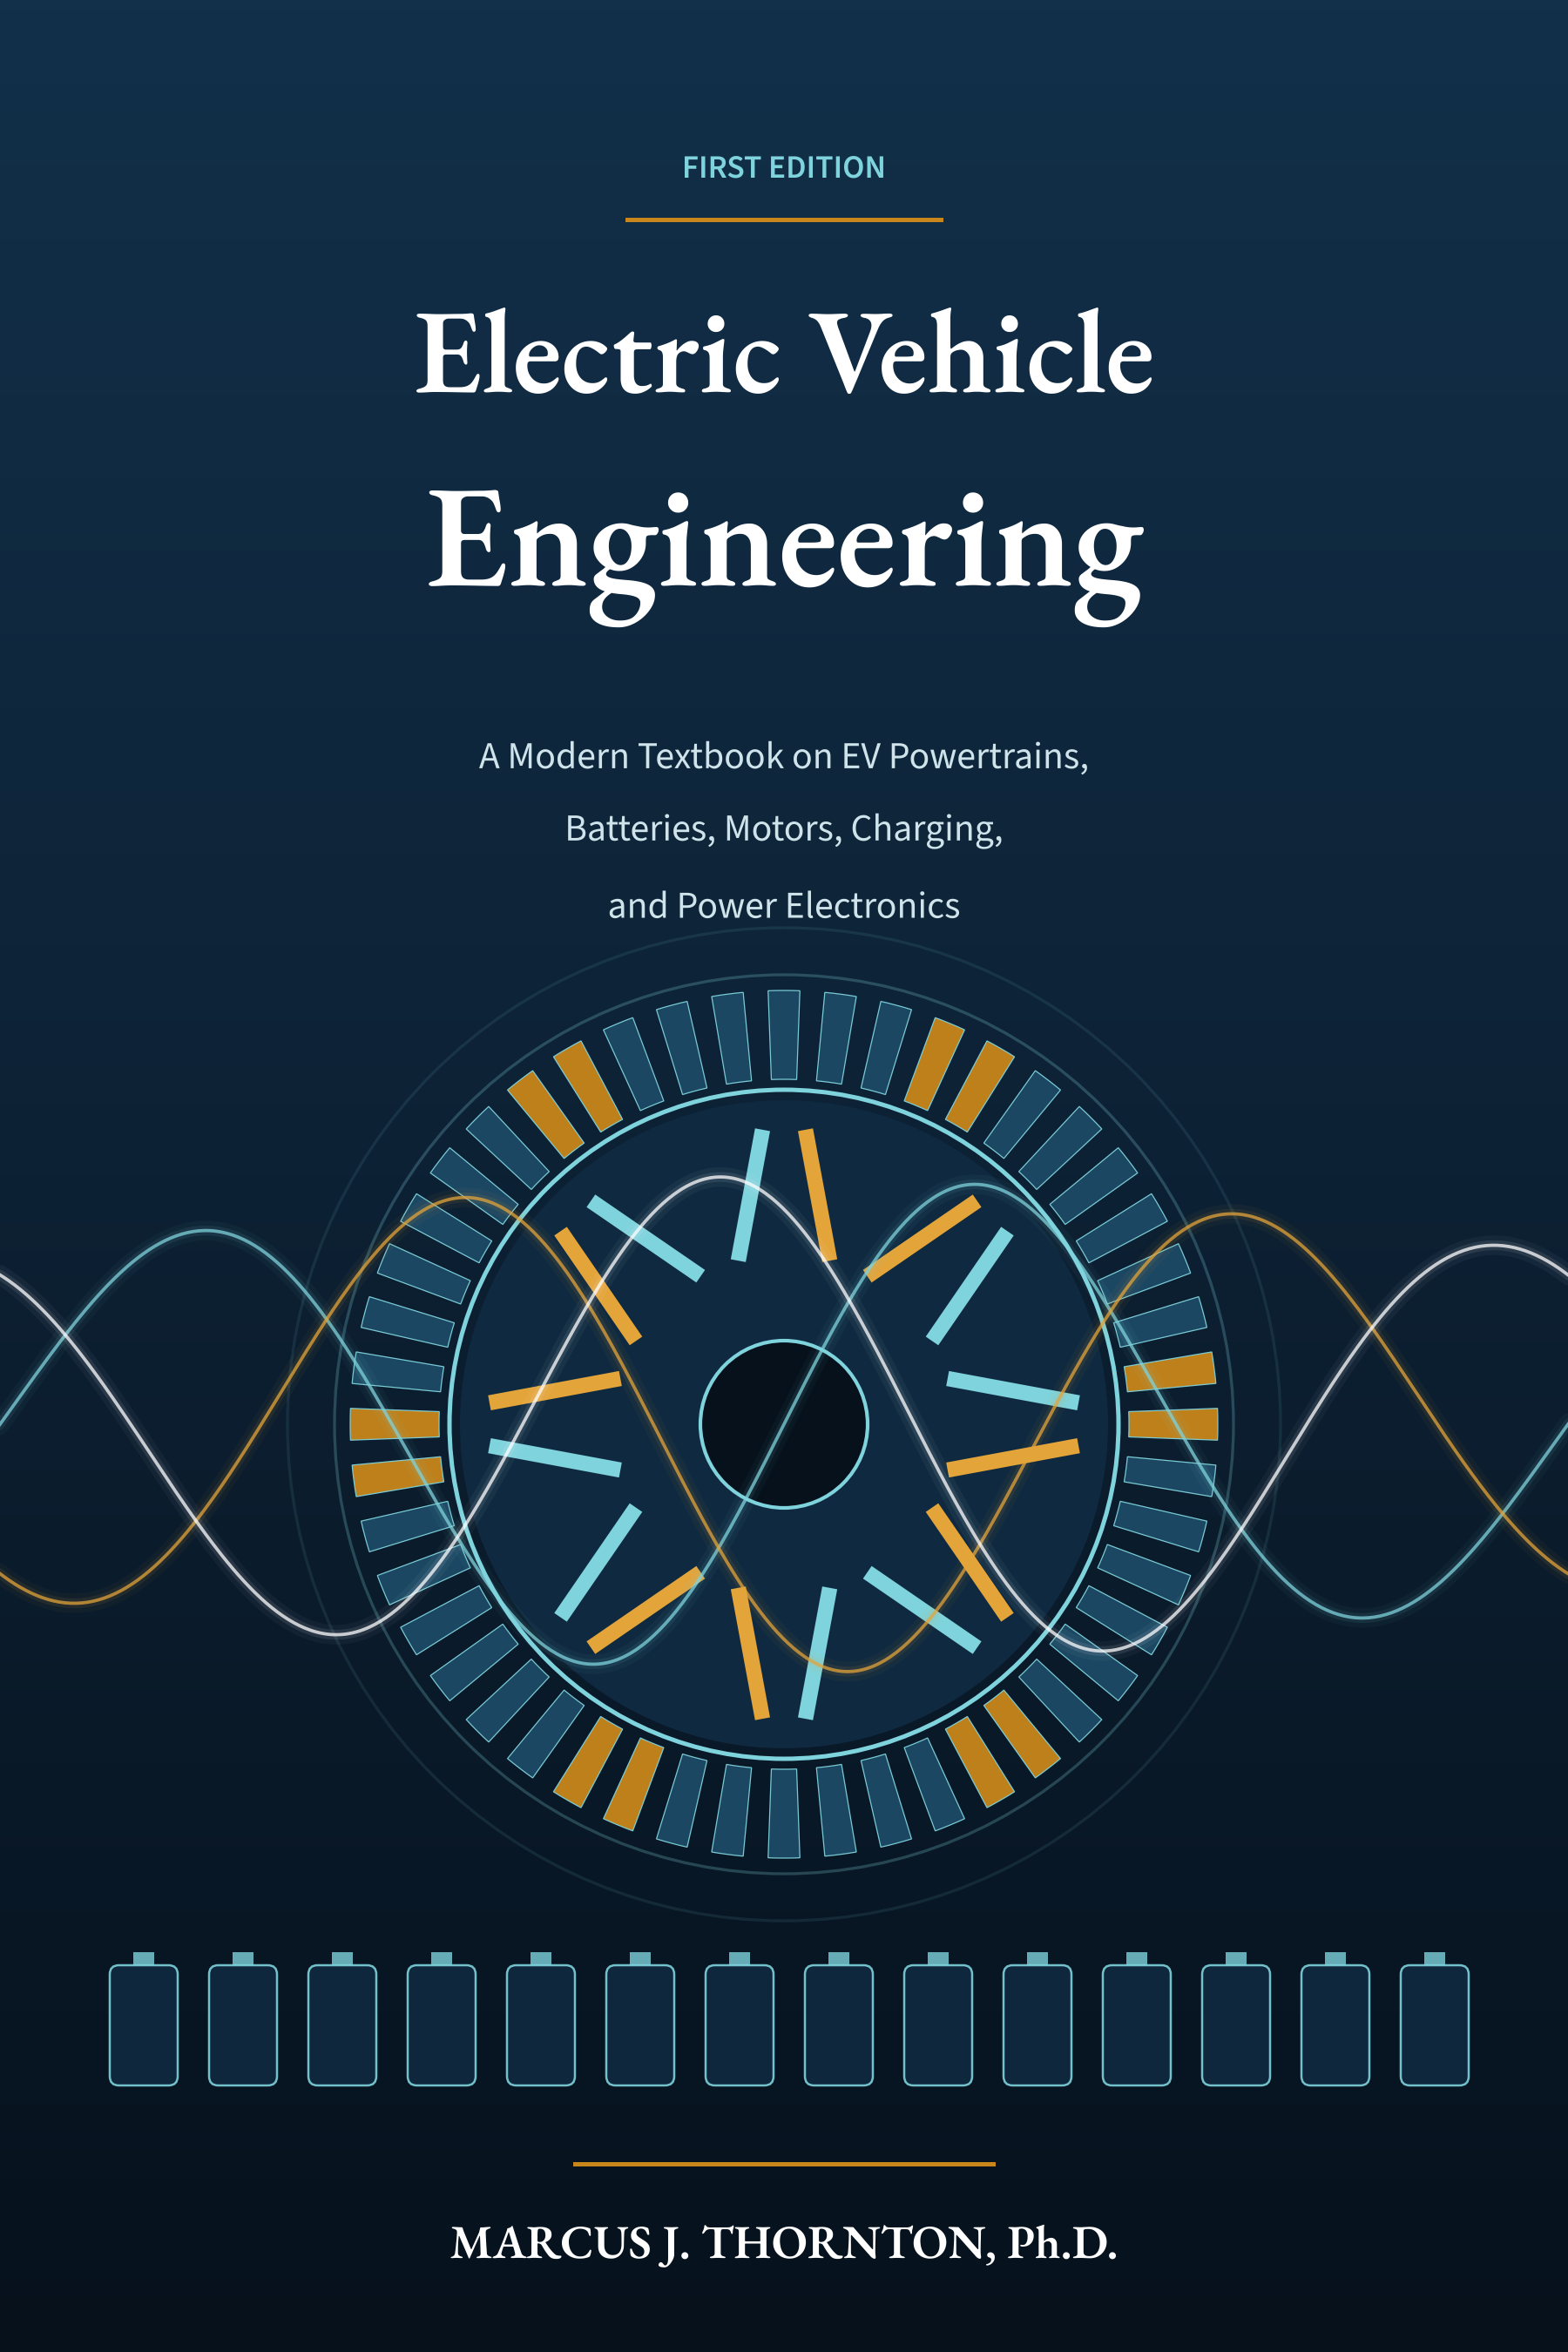 FIRST EDITION
Electric Vehicle
Engineering
A Modern Textbook on EV Powertrains,
Batteries, Motors, Charging,
and Power Electronics
MARCUS J. THORNTON, Ph.D.